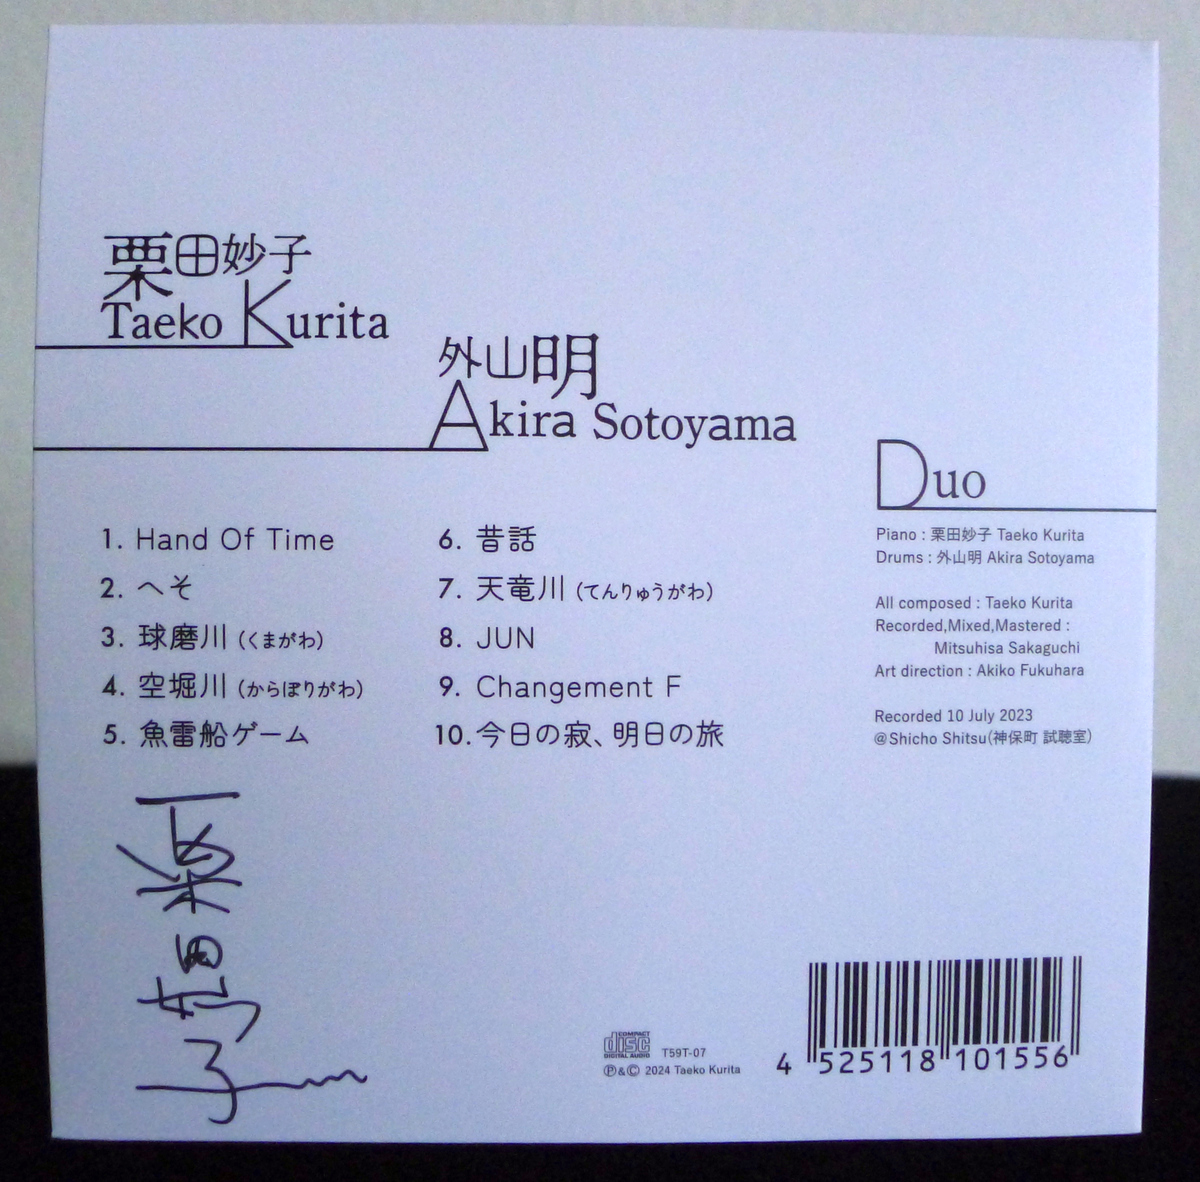 栗田妙子
Taeko Kurita
外山明
Akira Sotoyama
Duo
1. Hand Of Time
2. へそ
3. 球磨川 (くまがわ)
4. 空堀川 (からぼりがわ)
5. 魚雷船ゲーム
6. 昔話
7. 天竜川 (てんりゅうがわ)
8. JUN
9. Changement F
10. 今日の寂、明日の旅
Piano : 栗田妙子 Taeko Kurita
Drums : 外山明 Akira Sotoyama
All composed : Taeko Kurita
Recorded,Mixed,Mastered :
Mitsuhisa Sakaguchi
Art direction : Akiko Fukuhara
Recorded 10 July 2023
@Shicho Shitsu(神保町 試聴室)
栗田妙子
COMPACT
disc
DIGITAL AUDIO
T59T-07
Ⓟ&© 2024 Taeko Kurita
4 525118 101556